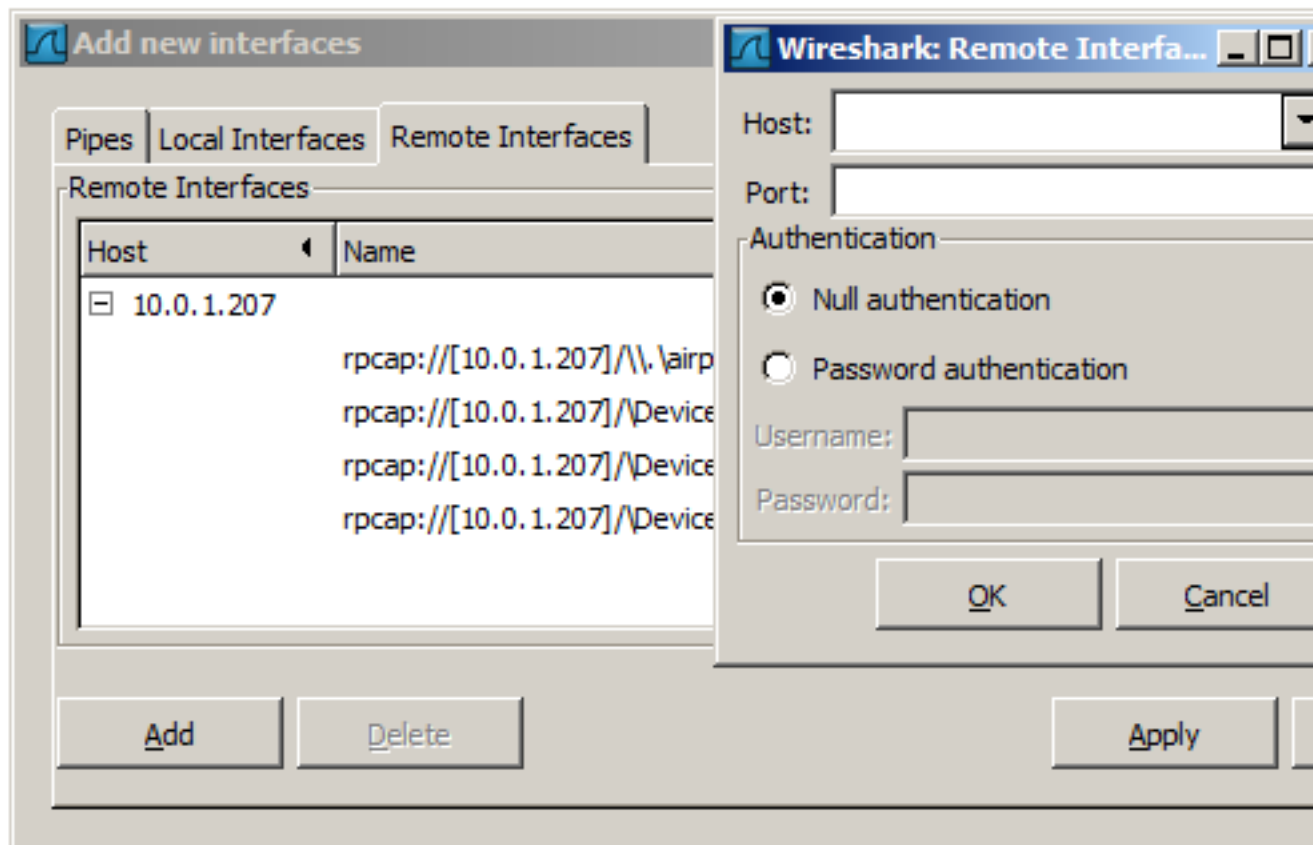 Add new interfaces
Pipes Local Interfaces Remote Interfaces
Remote Interfaces
Host Name
10.0.1.207
rpcap://[10.0.1.207]/\\.\airp
rpcap://[10.0.1.207]/\Device
rpcap://[10.0.1.207]/\Device
rpcap://[10.0.1.207]/\Device
Add Delete
Apply
Wireshark: Remote Interfa...
Host:
Port:
Authentication
Null authentication
Password authentication
Username:
Password:
OK Cancel